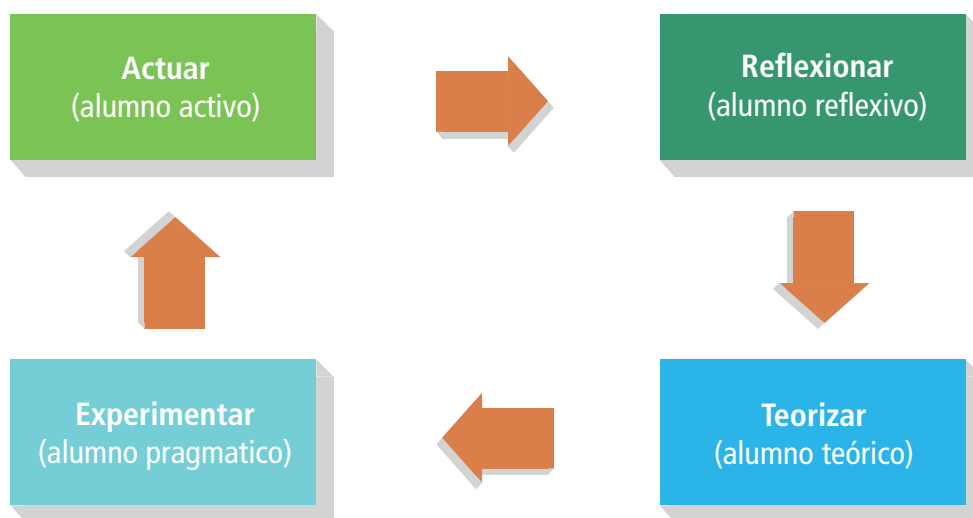 Actuar
(alumno activo)
Reflexionar
(alumno reflexivo)
Experimentar
(alumno pragmatico)
Teorizar
(alumno teórico)